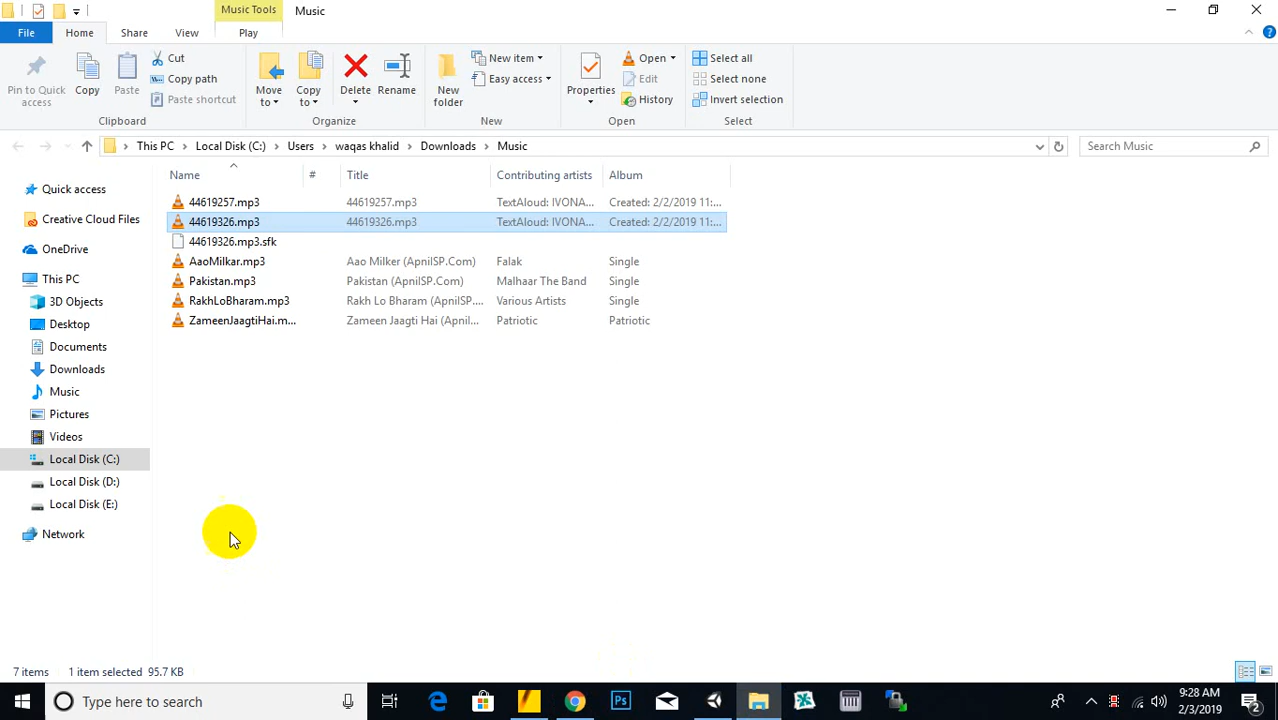 Music Tools
Music
File
Home
Share
View
Play
Pin to Quick access
Copy
Paste
Cut
Copy path
Paste shortcut
Clipboard
Move to
Copy to
Delete
Rename
Organize
New folder
New item
Easy access
New
Properties
Open
Edit
History
Open
Select all
Select none
Invert selection
Select
This PC
Local Disk (C:)
Users
waqas khalid
Downloads
Music
Search Music
Name
#
Title
Contributing artists
Album
44619257.mp3 44619257.mp3 TextAloud: IVONA... Created: 2/2/2019 11:...
44619326.mp3 44619326.mp3 TextAloud: IVONA... Created: 2/2/2019 11:...
44619326.mp3.sfk
AaoMilkar.mp3 Aao Milker (ApniISP.Com) Falak Single
Pakistan.mp3 Pakistan (ApniISP.Com) Malhaar The Band Single
RakhLoBharam.mp3 Rakh Lo Bharam (ApniISP.... Various Artists Single
ZameenJaagtiHai.m... Zameen Jaagti Hai (ApniI... Patriotic Patriotic
Quick access
Creative Cloud Files
OneDrive
This PC
3D Objects
Desktop
Documents
Downloads
Music
Pictures
Videos
Local Disk (C:)
Local Disk (D:)
Local Disk (E:)
Network
7 items
1 item selected 95.7 KB
Type here to search
Ps
9:28 AM
2/3/2019
2